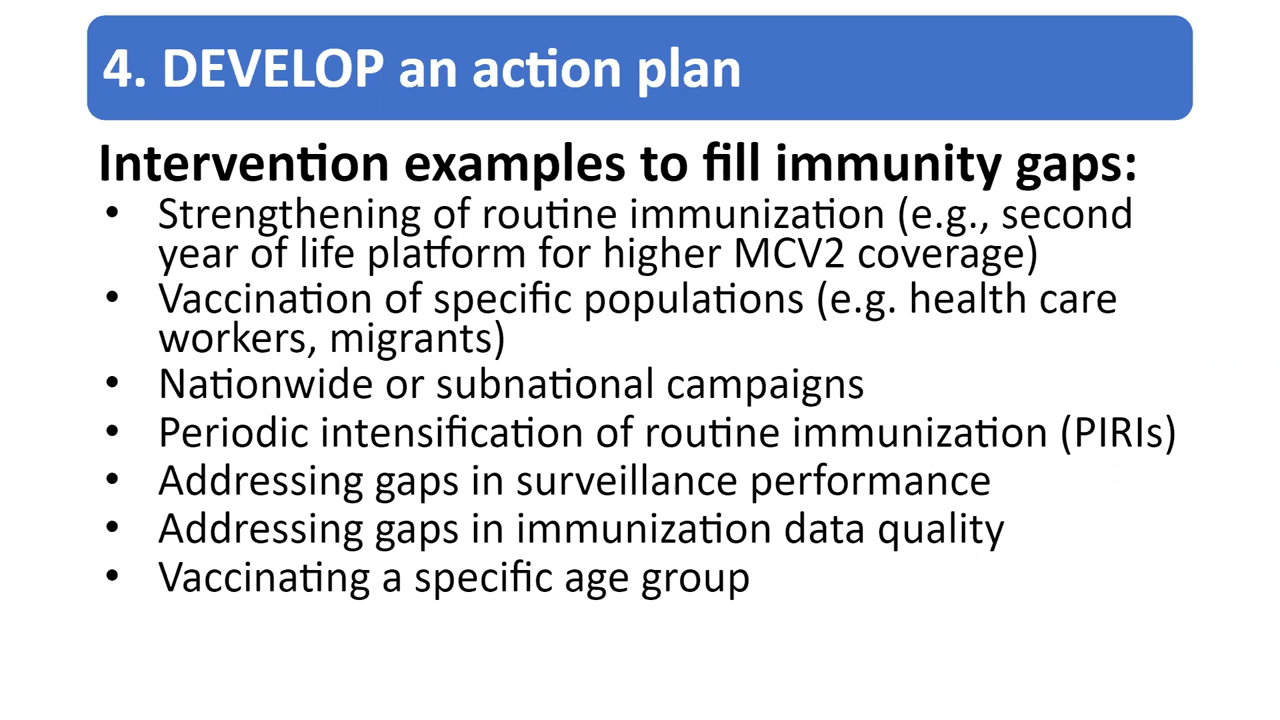 4. DEVELOP an action plan
Intervention examples to fill immunity gaps:
• Strengthening of routine immunization (e.g., second
year of life platform for higher MCV2 coverage)
• Vaccination of specific populations (e.g. health care
workers, migrants)
• Nationwide or subnational campaigns
• Periodic intensification of routine immunization (PIRIs)
• Addressing gaps in surveillance performance
• Addressing gaps in immunization data quality
• Vaccinating a specific age group